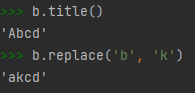 >>> b.title()
'Abcd'
>>> b.replace('b', 'k')
'akcd'